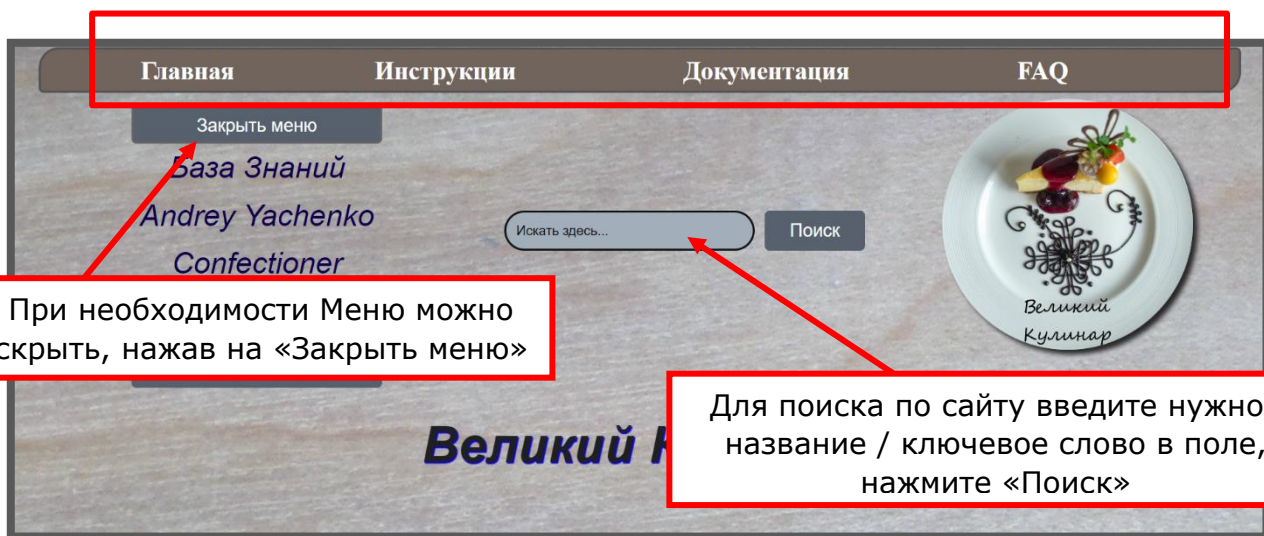 Главная Инструкции Документация FAQ
Закрыть меню
База Знаний
Andrey Yachenko
Confectioner
Искать здесь... Поиск
Великий
Кулинар
При необходимости Меню можно
скрыть, нажав на «Закрыть меню»
Великий
Для поиска по сайту введите нужно
название / ключевое слово в поле,
нажмите «Поиск»